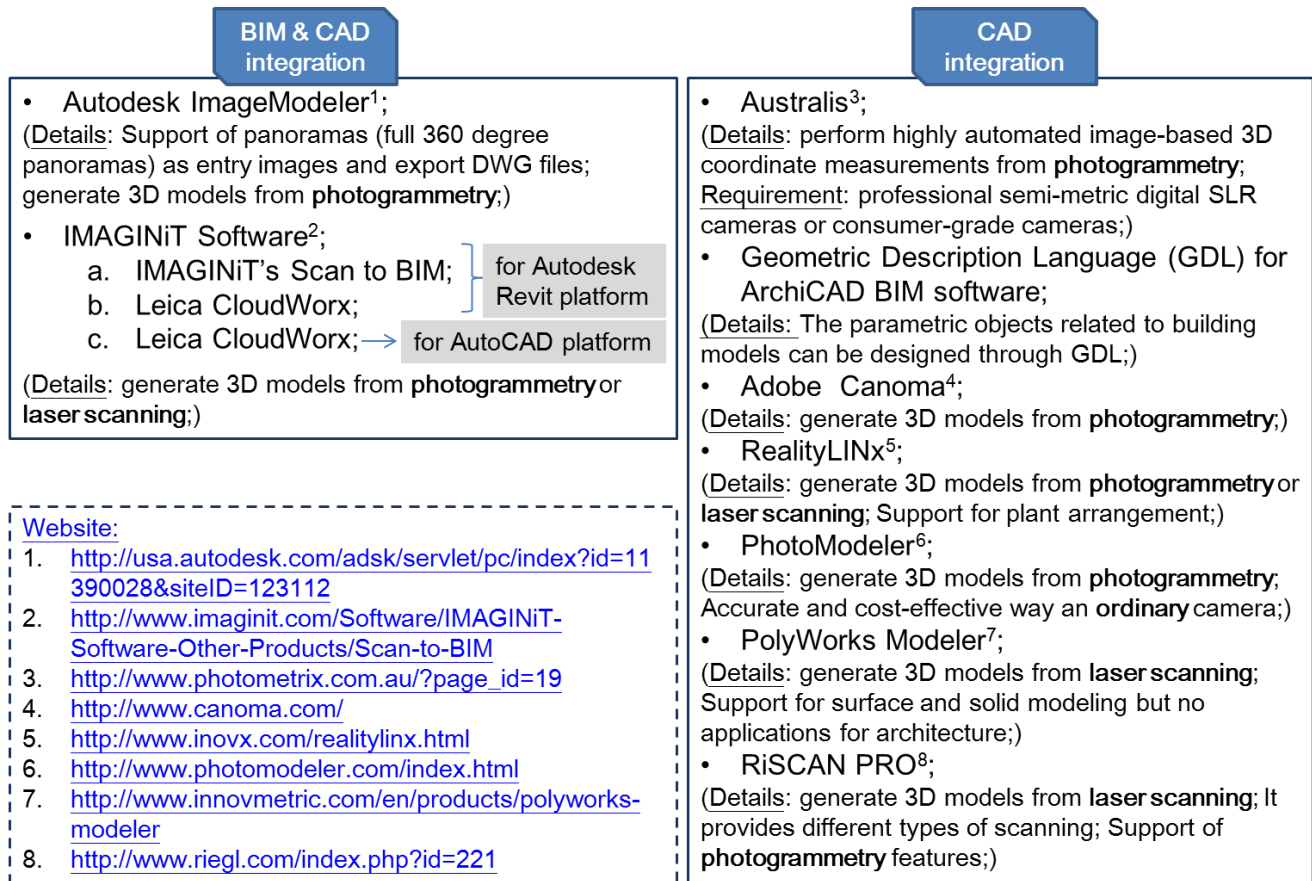 BIM & CAD
integration
• Autodesk ImageModeler¹;
(Details: Support of panoramas (full 360 degree
panoramas) as entry images and export DWG files;
generate 3D models from photogrammetry;)
• IMAGINiT Software²;
a. IMAGINiT's Scan to BIM;
b. Leica CloudWorx;
for Autodesk
Revit platform
c. Leica CloudWorx;
for AutoCAD platform
(Details: generate 3D models from photogrammetry or
laser scanning;)
Website:
1. http://usa.autodesk.com/adsk/servlet/pc/index?id=11
390028&siteID=123112
2. http://www.imaginit.com/Software/IMAGINiT-
Software-Other-Products/Scan-to-BIM
3. http://www.photometrix.com.au/?page_id=19
4. http://www.canoma.com/
5. http://www.inovx.com/realitylinx.html
6. http://www.photomodeler.com/index.html
7. http://www.innovmetric.com/en/products/polyworks-
modeler
8. http://www.riegl.com/index.php?id=221
CAD
integration
• Australis³;
(Details: perform highly automated image-based 3D
coordinate measurements from photogrammetry;
Requirement: professional semi-metric digital SLR
cameras or consumer-grade cameras;)
• Geometric Description Language (GDL) for
ArchiCAD BIM software;
(Details: The parametric objects related to building
models can be designed through GDL;)
• Adobe Canoma⁴;
(Details: generate 3D models from photogrammetry;)
• RealityLINx⁵;
(Details: generate 3D models from photogrammetry or
laser scanning; Support for plant arrangement;)
• PhotoModeler⁶;
(Details: generate 3D models from photogrammetry;
Accurate and cost-effective way an ordinary camera;)
• PolyWorks Modeler⁷;
(Details: generate 3D models from laser scanning;
Support for surface and solid modeling but no
applications for architecture;)
• RiSCAN PRO⁸;
(Details: generate 3D models from laser scanning; It
provides different types of scanning; Support of
photogrammetry features;)